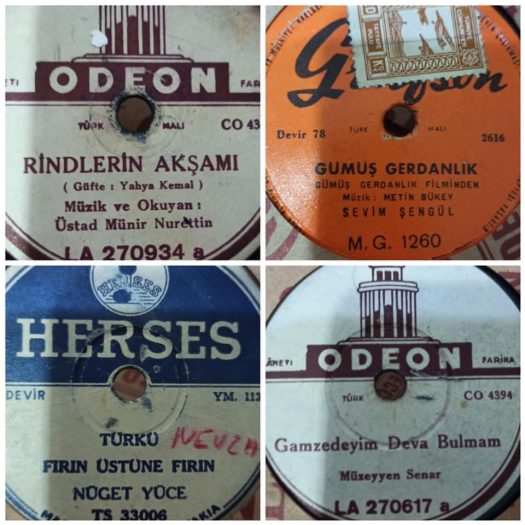 ODEON
TÜRK MALI CO 43
RİNDLERİN AKŞAMI
( Güfte : Yahya Kemal )
Müzik ve Okuyan :
Üstad Münir Nurettin
LA 270934 a
Devir 78 TÜRK MALI 2616
GÜMÜŞ GERDANLIK
GÜMÜŞ GERDANLIK FİLMİNDEN
Müzik : METİN BÜKEY
SEVİM ŞENGÜL
M.G. 1260
HERSES
HERSES
DEVİR YM. 113
TÜRKÜ
FIRIN ÜSTÜNE FIRIN
NÜGET YÜCE
TS 33006
ODEON
FARİKA
TÜRK CO 4394
Gamzedeyim Deva Bulmam
Müzeyyen Senar
LA 270617 a